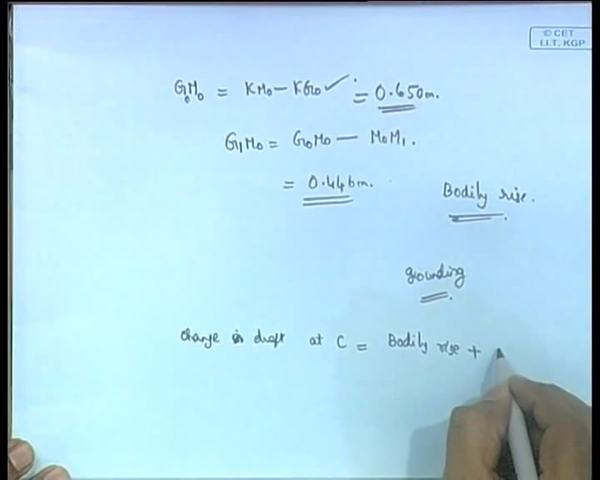 © CET
I.I.T. KGP
G₀M₀ = KM₀ - KG₀ ✓ = 0.650m.
G₁M₀ = G₀M₀ - M₀M₁.
= 0.446m.
Bodily rise.
grounding
change in draft at C = Bodily rise +